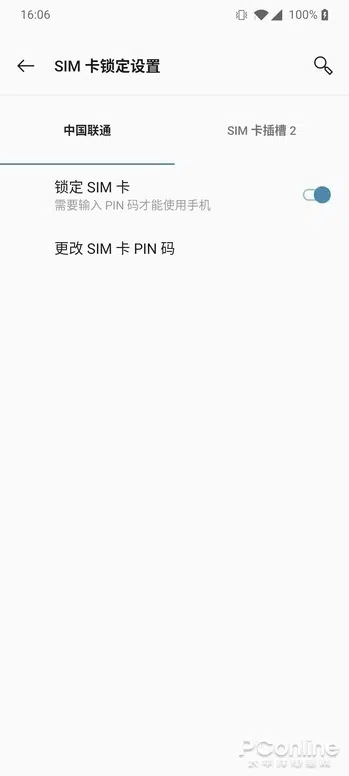 16:06
100%
SIM 卡锁定设置
中国联通
SIM 卡插槽 2
锁定 SIM 卡
需要输入 PIN 码才能使用手机
更改 SIM 卡 PIN 码
PConline
太平洋电脑网